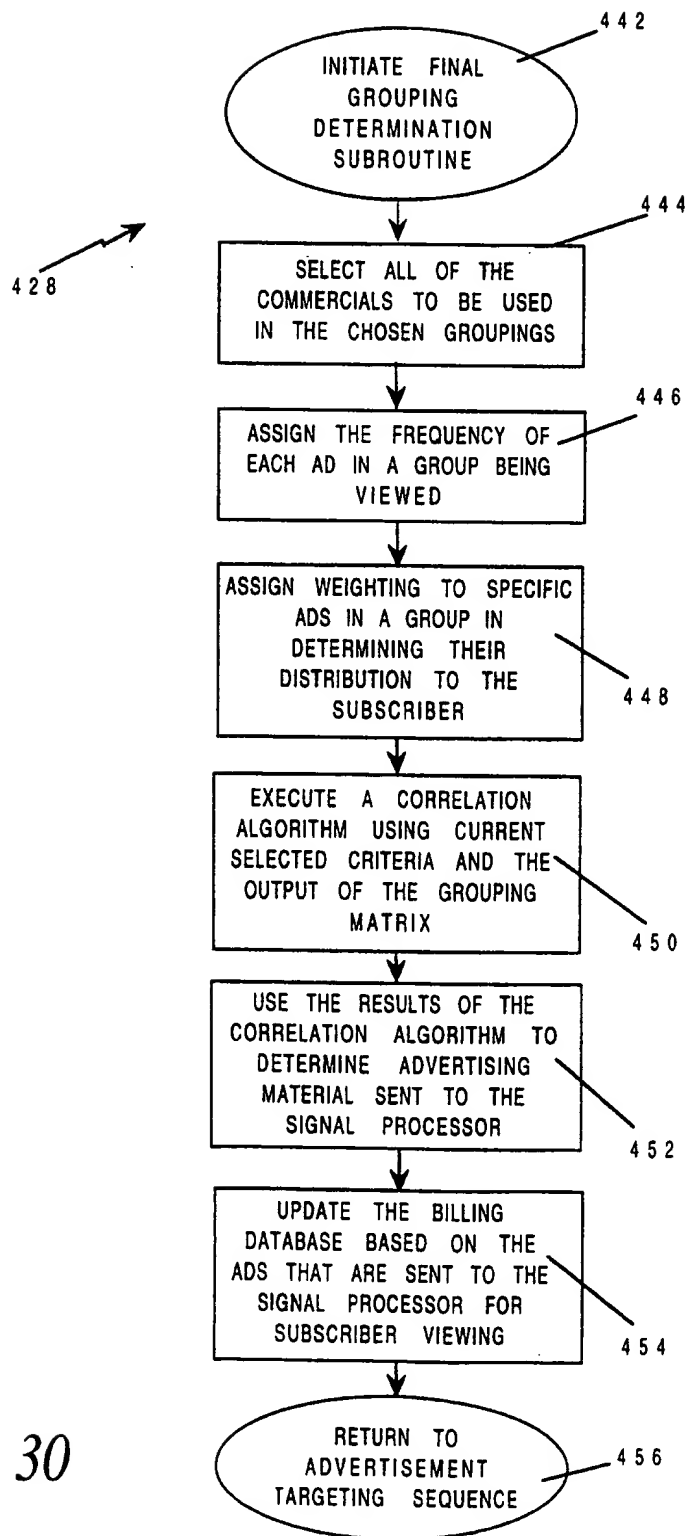 442
INITIATE FINAL
GROUPING
DETERMINATION
SUBROUTINE
428
444
SELECT ALL OF THE
COMMERCIALS TO BE USED
IN THE CHOSEN GROUPINGS
446
ASSIGN THE FREQUENCY OF
EACH AD IN A GROUP BEING
VIEWED
ASSIGN WEIGHTING TO SPECIFIC
ADS IN A GROUP IN
DETERMINING THEIR
DISTRIBUTION TO THE
SUBSCRIBER
448
EXECUTE A CORRELATION
ALGORITHM USING CURRENT
SELECTED CRITERIA AND THE
OUTPUT OF THE GROUPING
MATRIX
450
USE THE RESULTS OF THE
CORRELATION ALGORITHM TO
DETERMINE ADVERTISING
MATERIAL SENT TO THE
SIGNAL PROCESSOR
452
UPDATE THE BILLING
DATABASE BASED ON THE
ADS THAT ARE SENT TO THE
SIGNAL PROCESSOR FOR
SUBSCRIBER VIEWING
454
RETURN TO
ADVERTISEMENT
TARGETING SEQUENCE
456
30